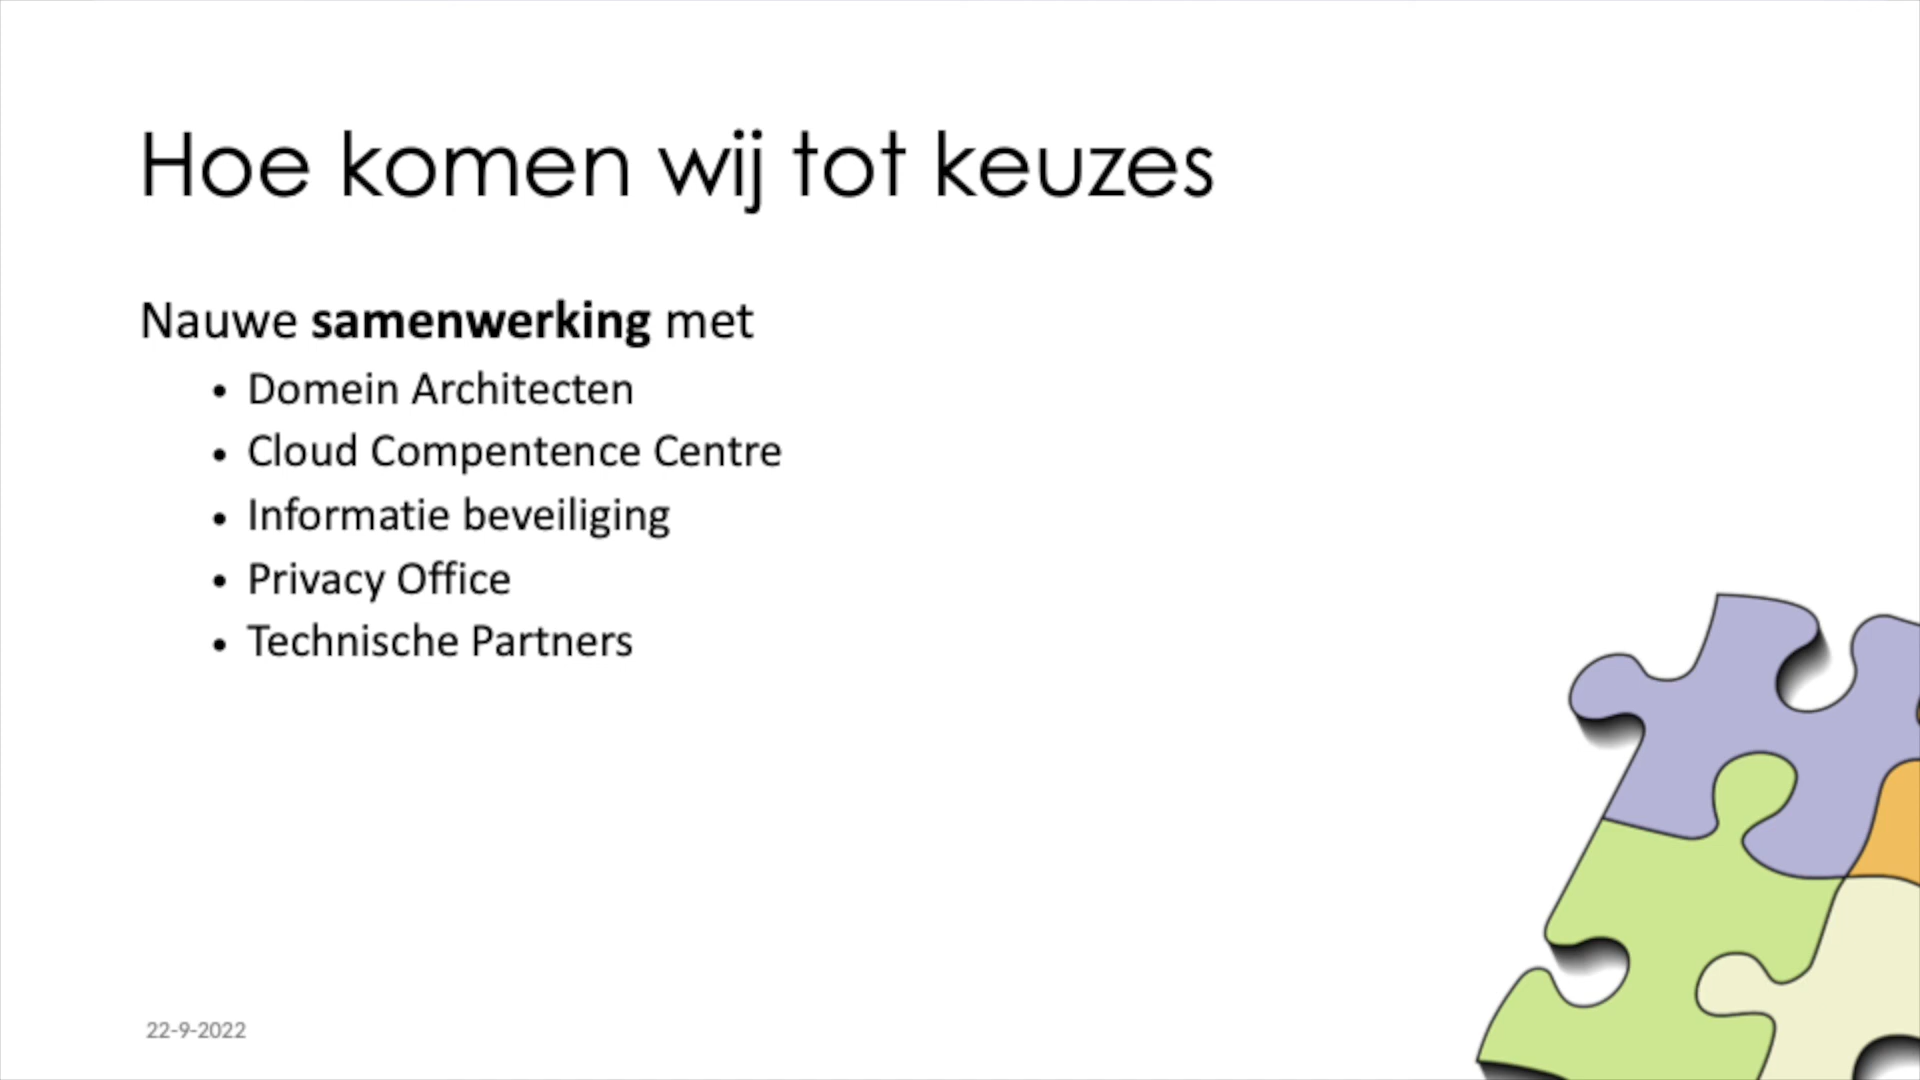 Hoe komen wij tot keuzes
Nauwe samenwerking met
• Domein Architecten
• Cloud Compentence Centre
• Informatie beveiliging
• Privacy Office
• Technische Partners
22-9-2022